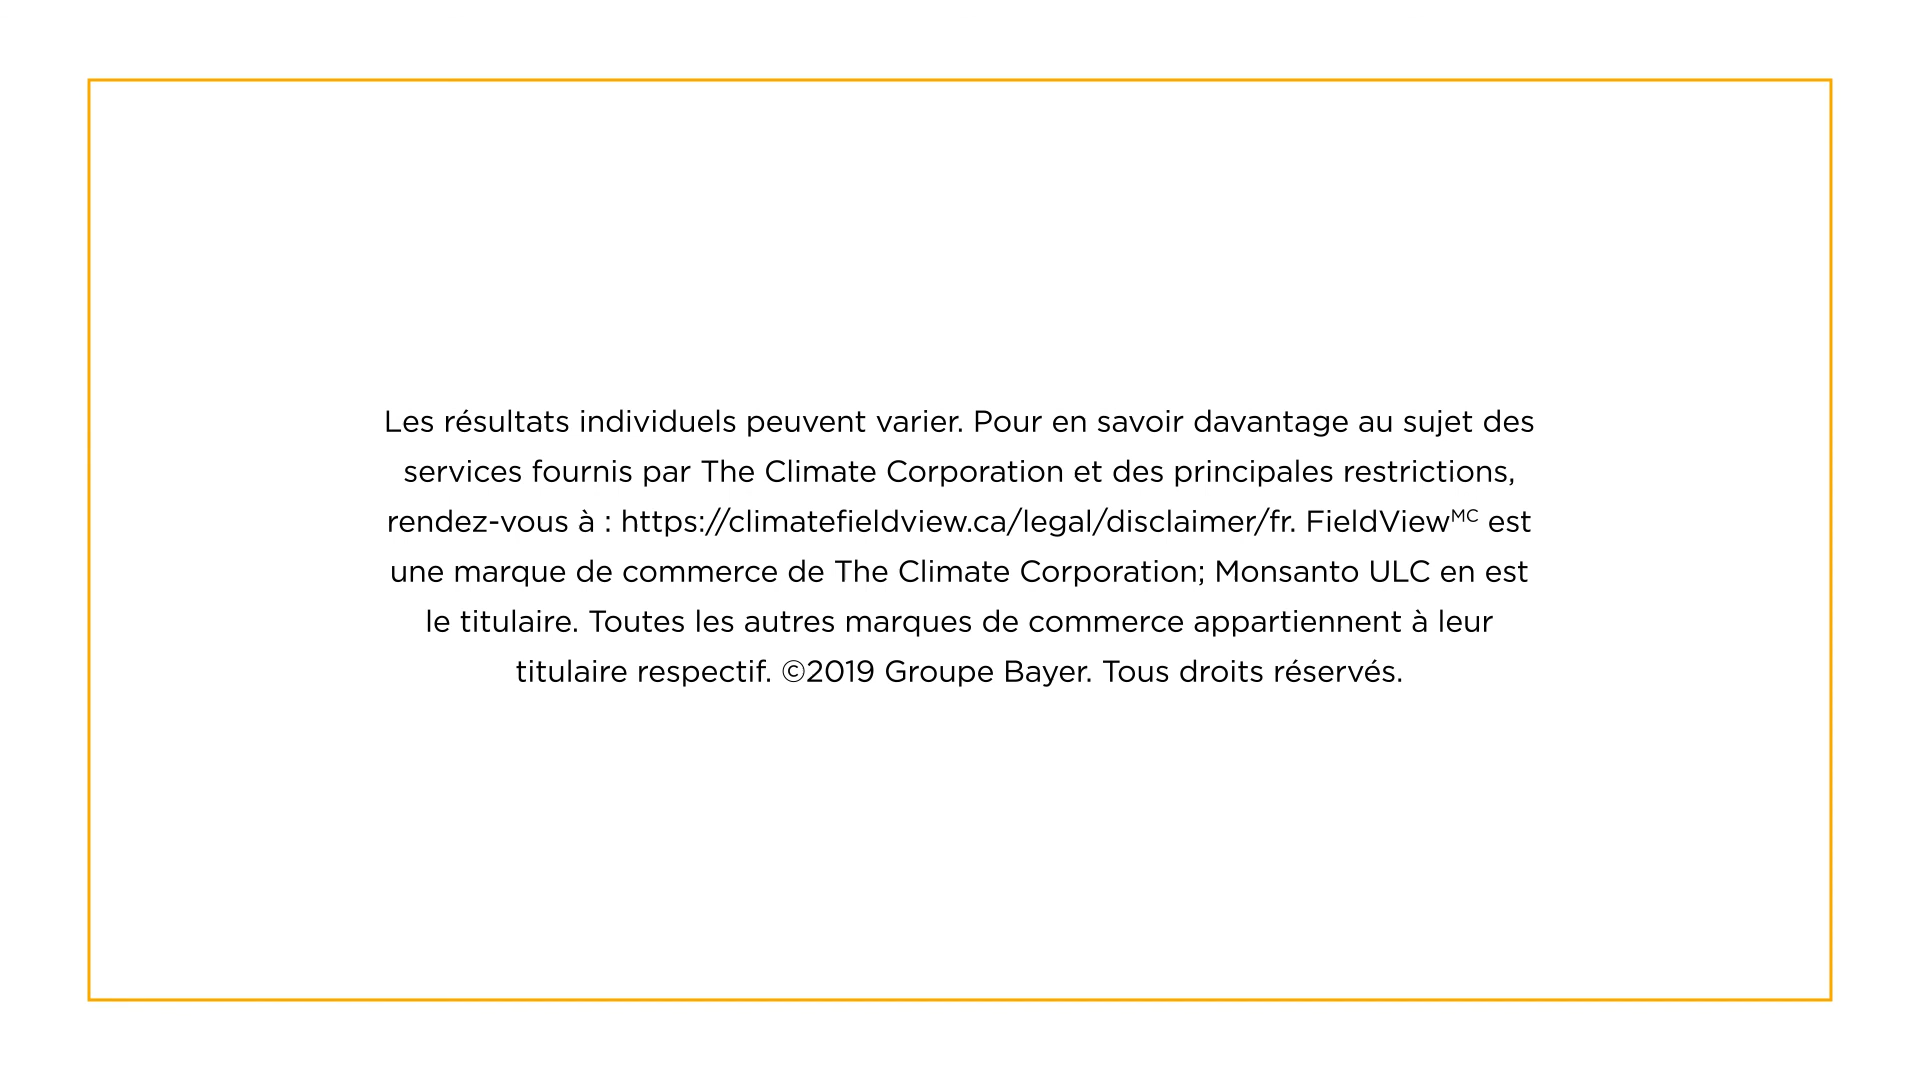 Les résultats individuels peuvent varier. Pour en savoir davantage au sujet des
services fournis par The Climate Corporation et des principales restrictions,
rendez-vous à : https://climatefieldview.ca/legal/disclaimer/fr. FieldViewᴹᶜ est
une marque de commerce de The Climate Corporation; Monsanto ULC en est
le titulaire. Toutes les autres marques de commerce appartiennent à leur
titulaire respectif. ©2019 Groupe Bayer. Tous droits réservés.